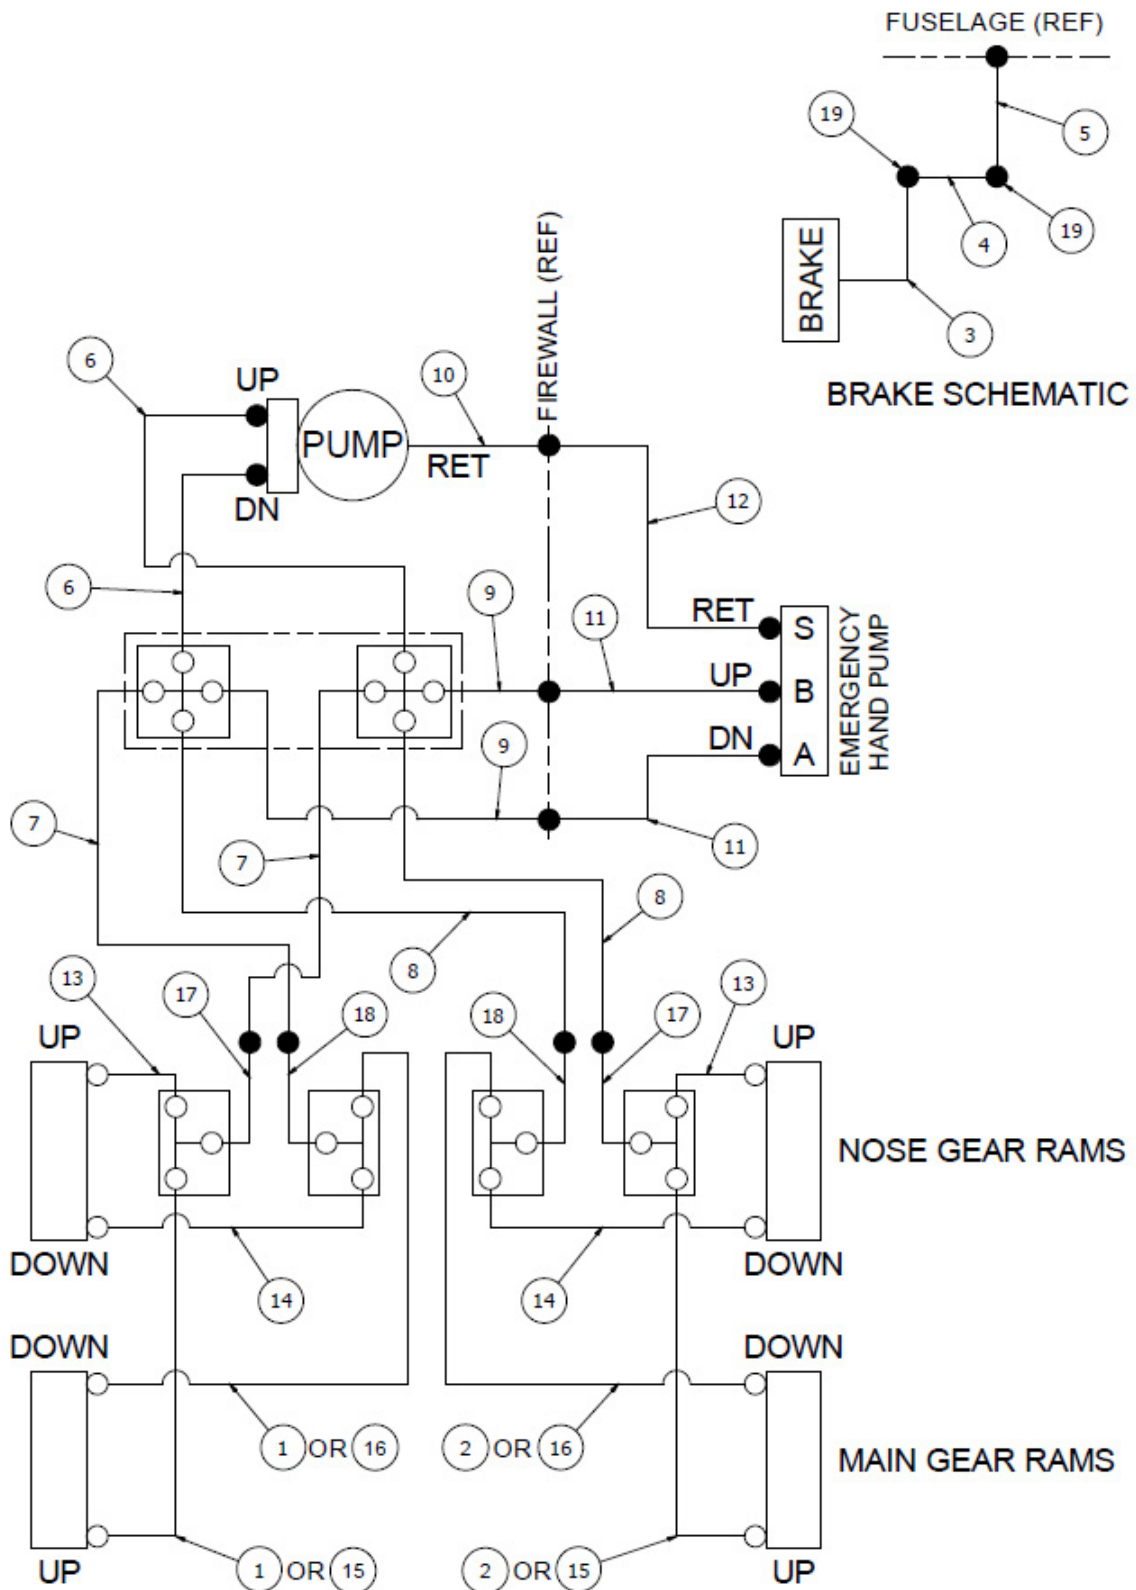 FUSELAGE (REF)
19
5
4
19
BRAKE
3
BRAKE SCHEMATIC
FIREWALL (REF)
6
UP
10
PUMP
RET
DN
12
6
9
11
RET
S
UP
B
DN
A
EMERGENCY
HAND PUMP
9
7
7
11
8
8
13
17
18
18
17
13
UP
UP
NOSE GEAR RAMS
DOWN
DOWN
14
14
DOWN
DOWN
1 OR 16
2 OR 16
MAIN GEAR RAMS
UP
1 OR 15
2 OR 15
UP